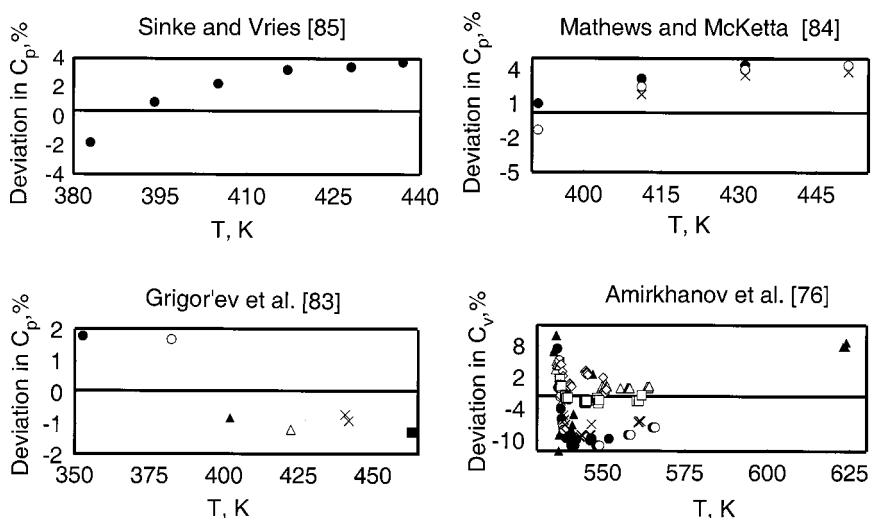 Sinke and Vries [85]
Deviation in Cp,%
4
2
0
-2
-4
380 395 410 425 440
T, K
Mathews and McKetta [84]
Deviation in Cp,%
4
1
-2
-5
400 415 430 445
T, K
Grigor'ev et al. [83]
Deviation in Cp,%
2
1
0
-1
-2
350 375 400 425 450
T, K
Amirkhanov et al. [76]
Deviation in Cv,%
8
2
-4
-10
550 575 600 625
T, K